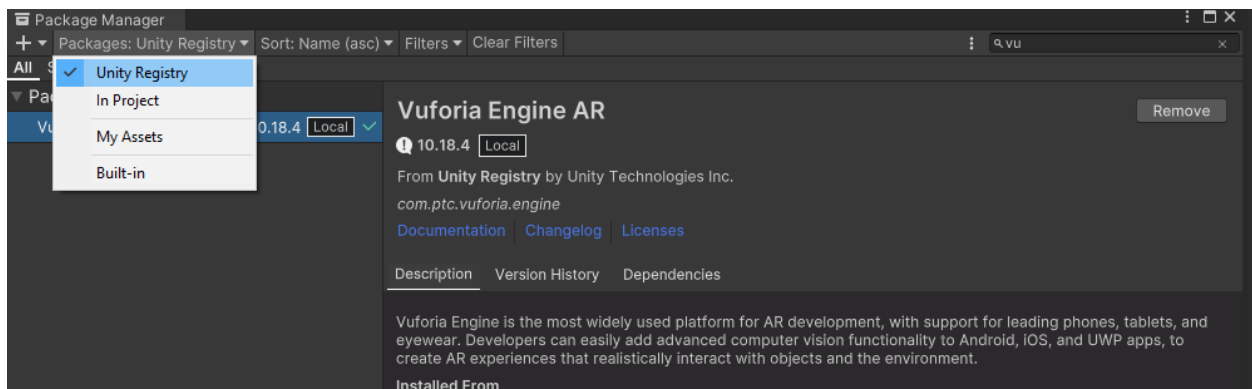 Package Manager
+ Packages: Unity Registry Sort: Name (asc) Filters Clear Filters vu
All
Unity Registry
In Project
My Assets
Built-in
0.18.4 Local
Vuforia Engine AR
Remove
10.18.4 Local
From Unity Registry by Unity Technologies Inc.
com.ptc.vuforia.engine
Documentation Changelog Licenses
Description Version History Dependencies
Vuforia Engine is the most widely used platform for AR development, with support for leading phones, tablets, and
eyewear. Developers can easily add advanced computer vision functionality to Android, iOS, and UWP apps, to
create AR experiences that realistically interact with objects and the environment.
Installed From